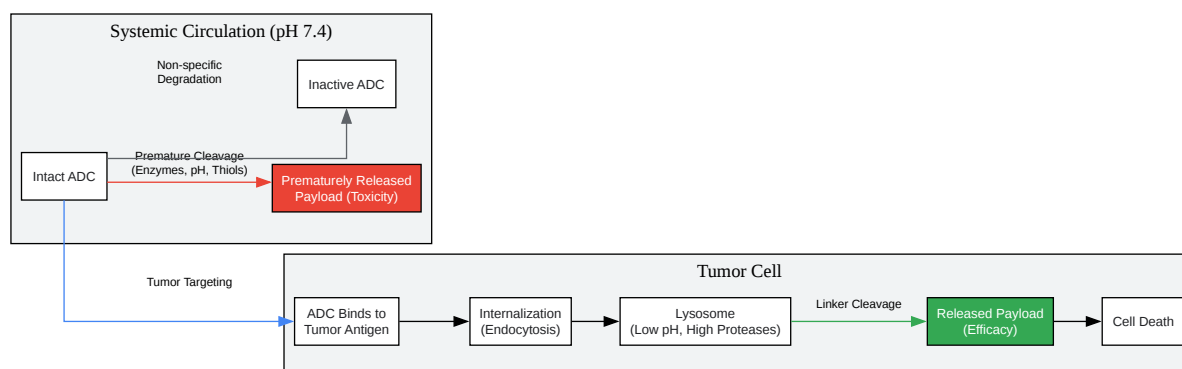 Systemic Circulation (pH 7.4)
Non-specific
Degradation
Inactive ADC
Premature Cleavage
(Enzymes, pH, Thiols)
Intact ADC
Prematurely Released
Payload (Toxicity)
Tumor Targeting
Tumor Cell
ADC Binds to
Tumor Antigen
Internalization
(Endocytosis)
Lysosome
(Low pH, High Proteases)
Linker Cleavage
Released Payload
(Efficacy)
Cell Death